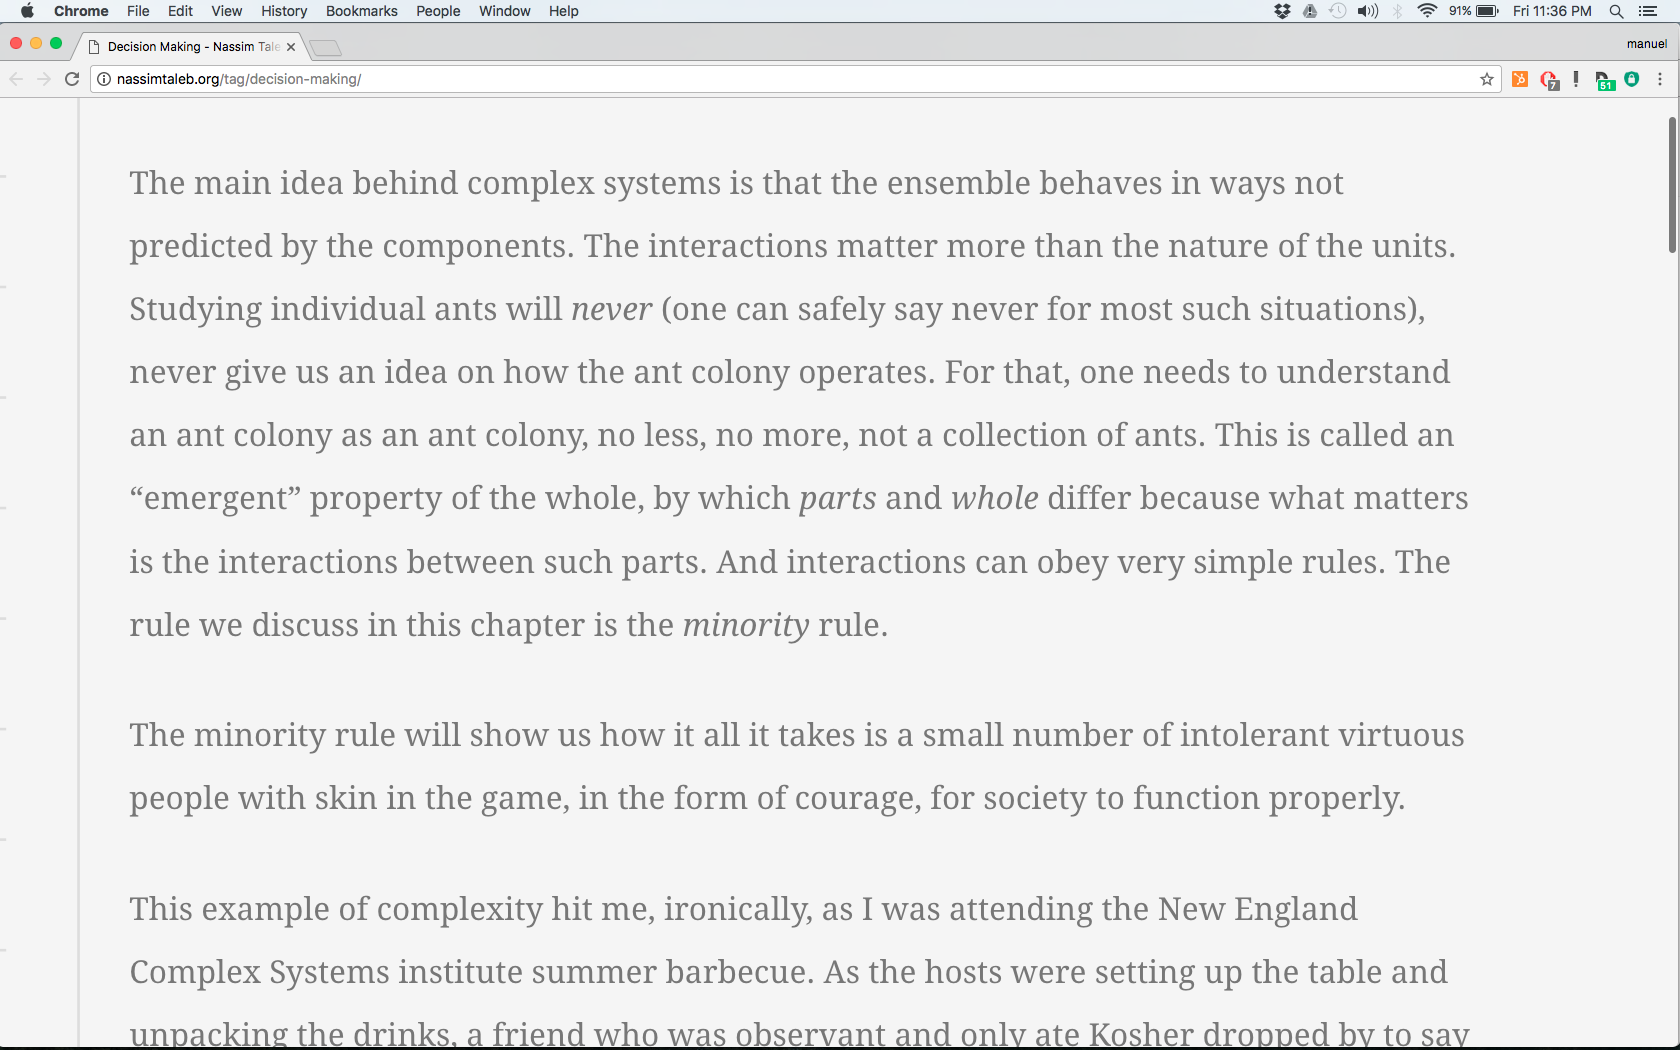 Chrome File Edit View History Bookmarks People Window Help 91% Fri 11:36 PM
Decision Making - Nassim Tale
manuel
nassimtaleb.org/tag/decision-making/
7 51
The main idea behind complex systems is that the ensemble behaves in ways not
predicted by the components. The interactions matter more than the nature of the units.
Studying individual ants will never (one can safely say never for most such situations),
never give us an idea on how the ant colony operates. For that, one needs to understand
an ant colony as an ant colony, no less, no more, not a collection of ants. This is called an
“emergent” property of the whole, by which parts and whole differ because what matters
is the interactions between such parts. And interactions can obey very simple rules. The
rule we discuss in this chapter is the minority rule.
The minority rule will show us how it all it takes is a small number of intolerant virtuous
people with skin in the game, in the form of courage, for society to function properly.
This example of complexity hit me, ironically, as I was attending the New England
Complex Systems institute summer barbecue. As the hosts were setting up the table and
unpacking the drinks, a friend who was observant and only ate Kosher dropped by to say